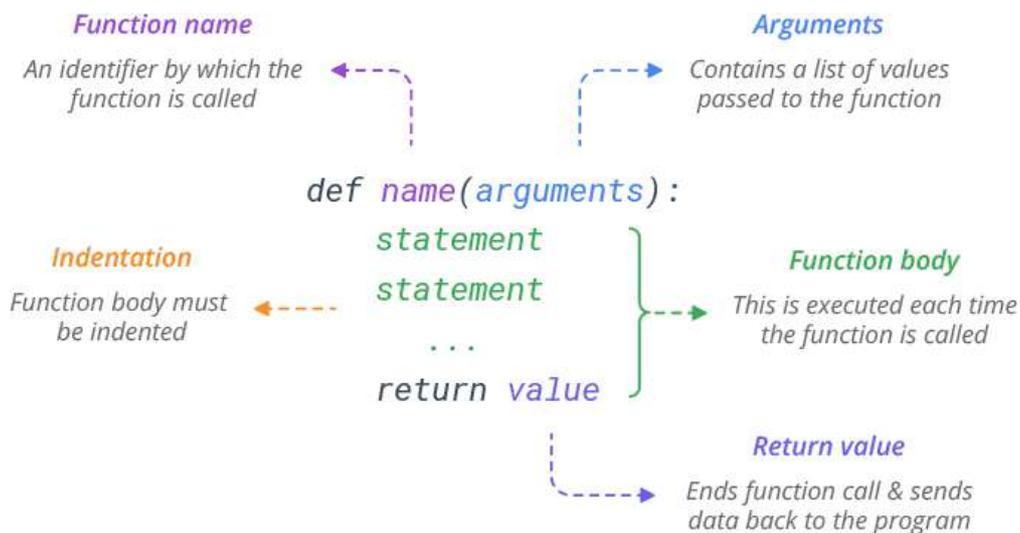 Function name
An identifier by which the
function is called
Arguments
Contains a list of values
passed to the function
def name(arguments):
statement
statement
...
return value
Indentation
Function body must
be indented
Function body
This is executed each time
the function is called
Return value
Ends function call & sends
data back to the program